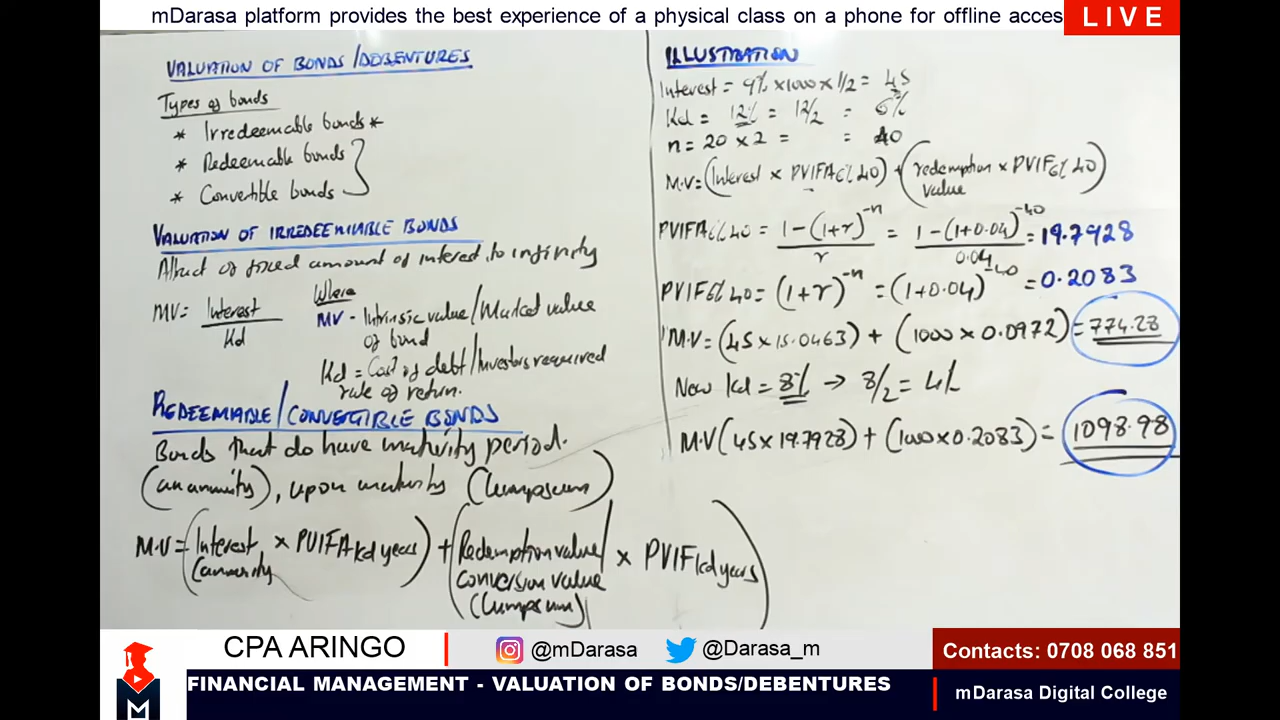 mDarasa platform provides the best experience of a physical class on a phone for offline acces
LIVE
VALUATION OF BONDS/DEBENTURES
Types of bonds
* Irredeemable bonds *
* Redeemable bonds
* Convertible bonds
VALUATION OF IRREDEEMABLE BONDS
Attract of fixed amount of interest to infinity
MV = Interest / Kd
Where
MV - Intrinsic value/Market value
of bond
Kd = Cost of debt/Investors required
rate of return.
REDEEMABLE/CONVERTIBLE BONDS
Bonds that do have maturity period.
(an annuity), upon maturity (lumpsum)
M.V = (Interest × PVIFA kd years) + (Redemption value/ × PVIF kd years)
(annuity conversion value
(lumpsum)
ILLUSTRATION
Interest = 9% × 1000 × 1/2 = 45
Kd = 12% = 12/2 = 6%
n = 20 × 2 = = 40
M.V = (Interest × PVIFA 6% 40) + (redemption × PVIF 6% 40)
value
PVIFA 6% 40 = 1-(1+r)^-n / r = 1-(1+0.04)^-40 / 0.04 = 19.7928
PVIF 6% 40 = (1+r)^-n = (1+0.04)^-40 = 0.2083
M.V = (45 × 15.0463) + (1000 × 0.0972) = 774.28
New Kd = 8% → 8/2 = 4%
M.V (45 × 19.7928) + (1000 × 0.2083) = 1098.98
CPA ARINGO
@mDarasa
@Darasa_m
Contacts: 0708 068 851
FINANCIAL MANAGEMENT - VALUATION OF BONDS/DEBENTURES
mDarasa Digital College